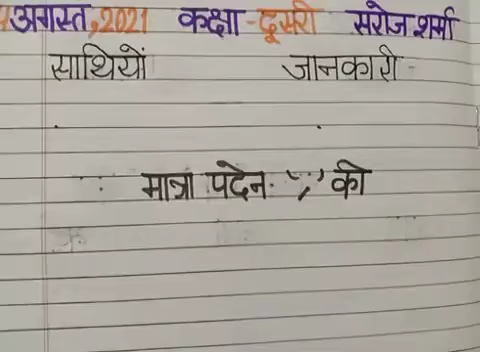 अगस्त,2021 कक्षा-दूसरी सरोज शर्मा
साथियों जानकारी-
मात्रा पदेन की